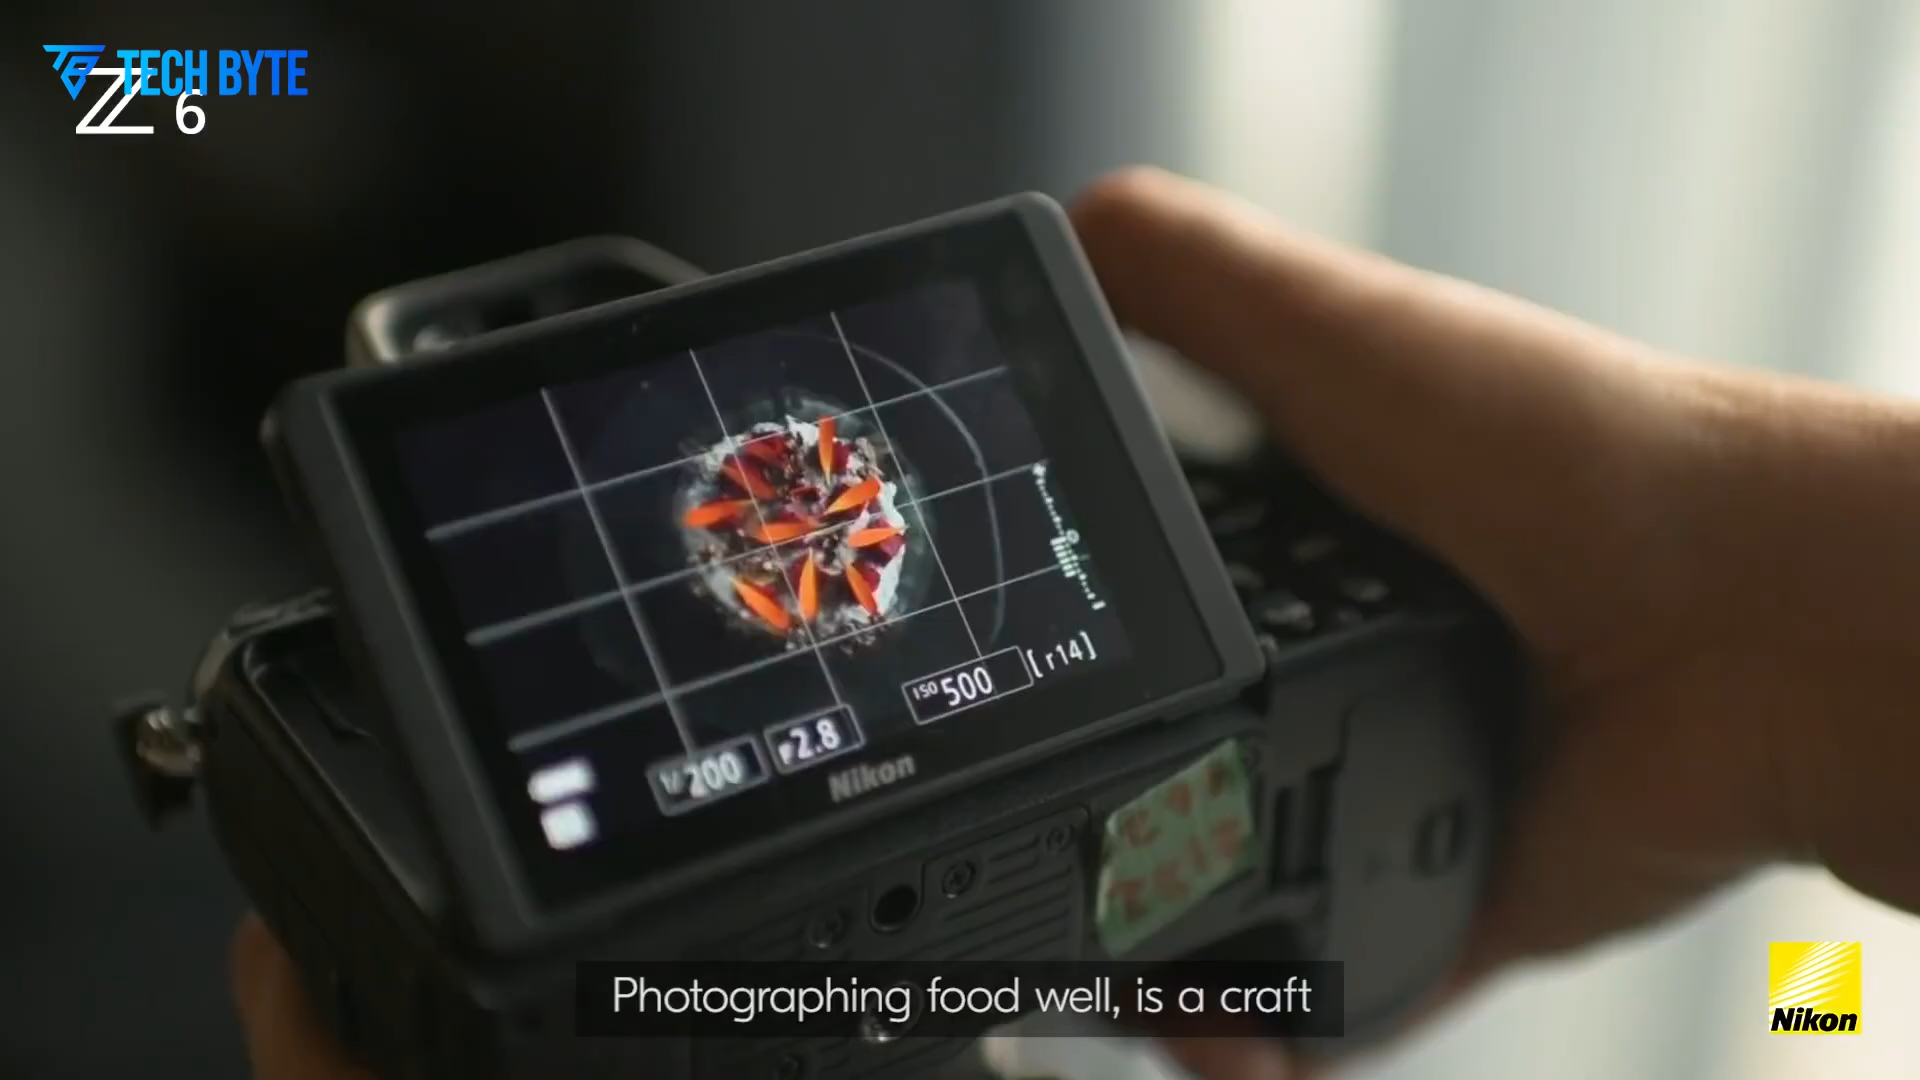 TECH BYTE
Z 6
ISO 500
[r14]
1/200
F2.8
Nikon
Photographing food well, is a craft
Nikon